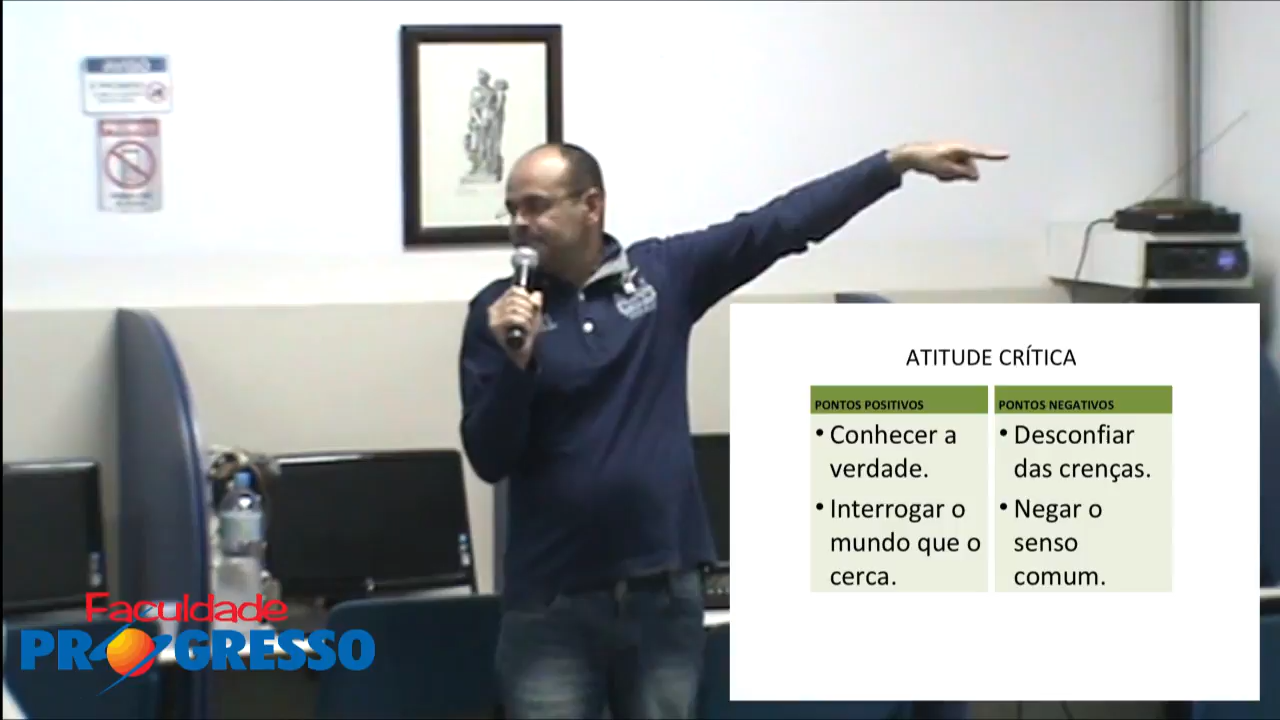 AVISO
ATITUDE CRÍTICA
PONTOS POSITIVOS
PONTOS NEGATIVOS
• Conhecer a
verdade.
• Interrogar o
mundo que o
cerca.
• Desconfiar
das crenças.
• Negar o
senso
comum.
Faculdade
PROGRESSO